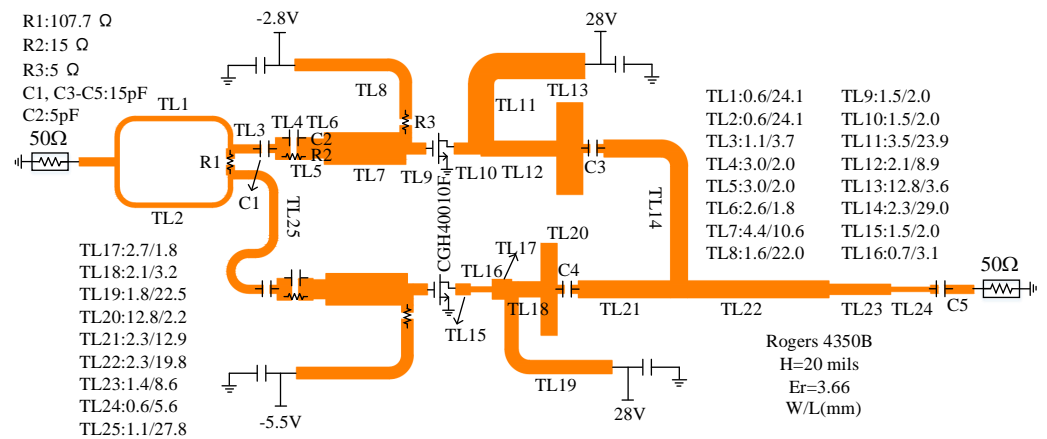 R1:107.7 Ω
R2:15 Ω
R3:5 Ω
C1, C3-C5:15pF
C2:5pF
50Ω
-2.8V
28V
TL1
TL2
R1
TL3
TL4
TL6
C2
R2
TL5
C1
TL25
TL7
TL8
R3
TL9
CGH40010F
TL10
TL11
TL12
TL13
C3
TL14
TL1:0.6/24.1
TL2:0.6/24.1
TL3:1.1/3.7
TL4:3.0/2.0
TL5:3.0/2.0
TL6:2.6/1.8
TL7:4.4/10.6
TL8:1.6/22.0
TL9:1.5/2.0
TL10:1.5/2.0
TL11:3.5/23.9
TL12:2.1/8.9
TL13:12.8/3.6
TL14:2.3/29.0
TL15:1.5/2.0
TL16:0.7/3.1
TL17:2.7/1.8
TL18:2.1/3.2
TL19:1.8/22.5
TL20:12.8/2.2
TL21:2.3/12.9
TL22:2.3/19.8
TL23:1.4/8.6
TL24:0.6/5.6
TL25:1.1/27.8
-5.5V
TL15
TL16
TL17
TL18
TL20
C4
TL19
28V
TL21
TL22
TL23
TL24
C5
50Ω
Rogers 4350B
H=20 mils
Er=3.66
W/L(mm)